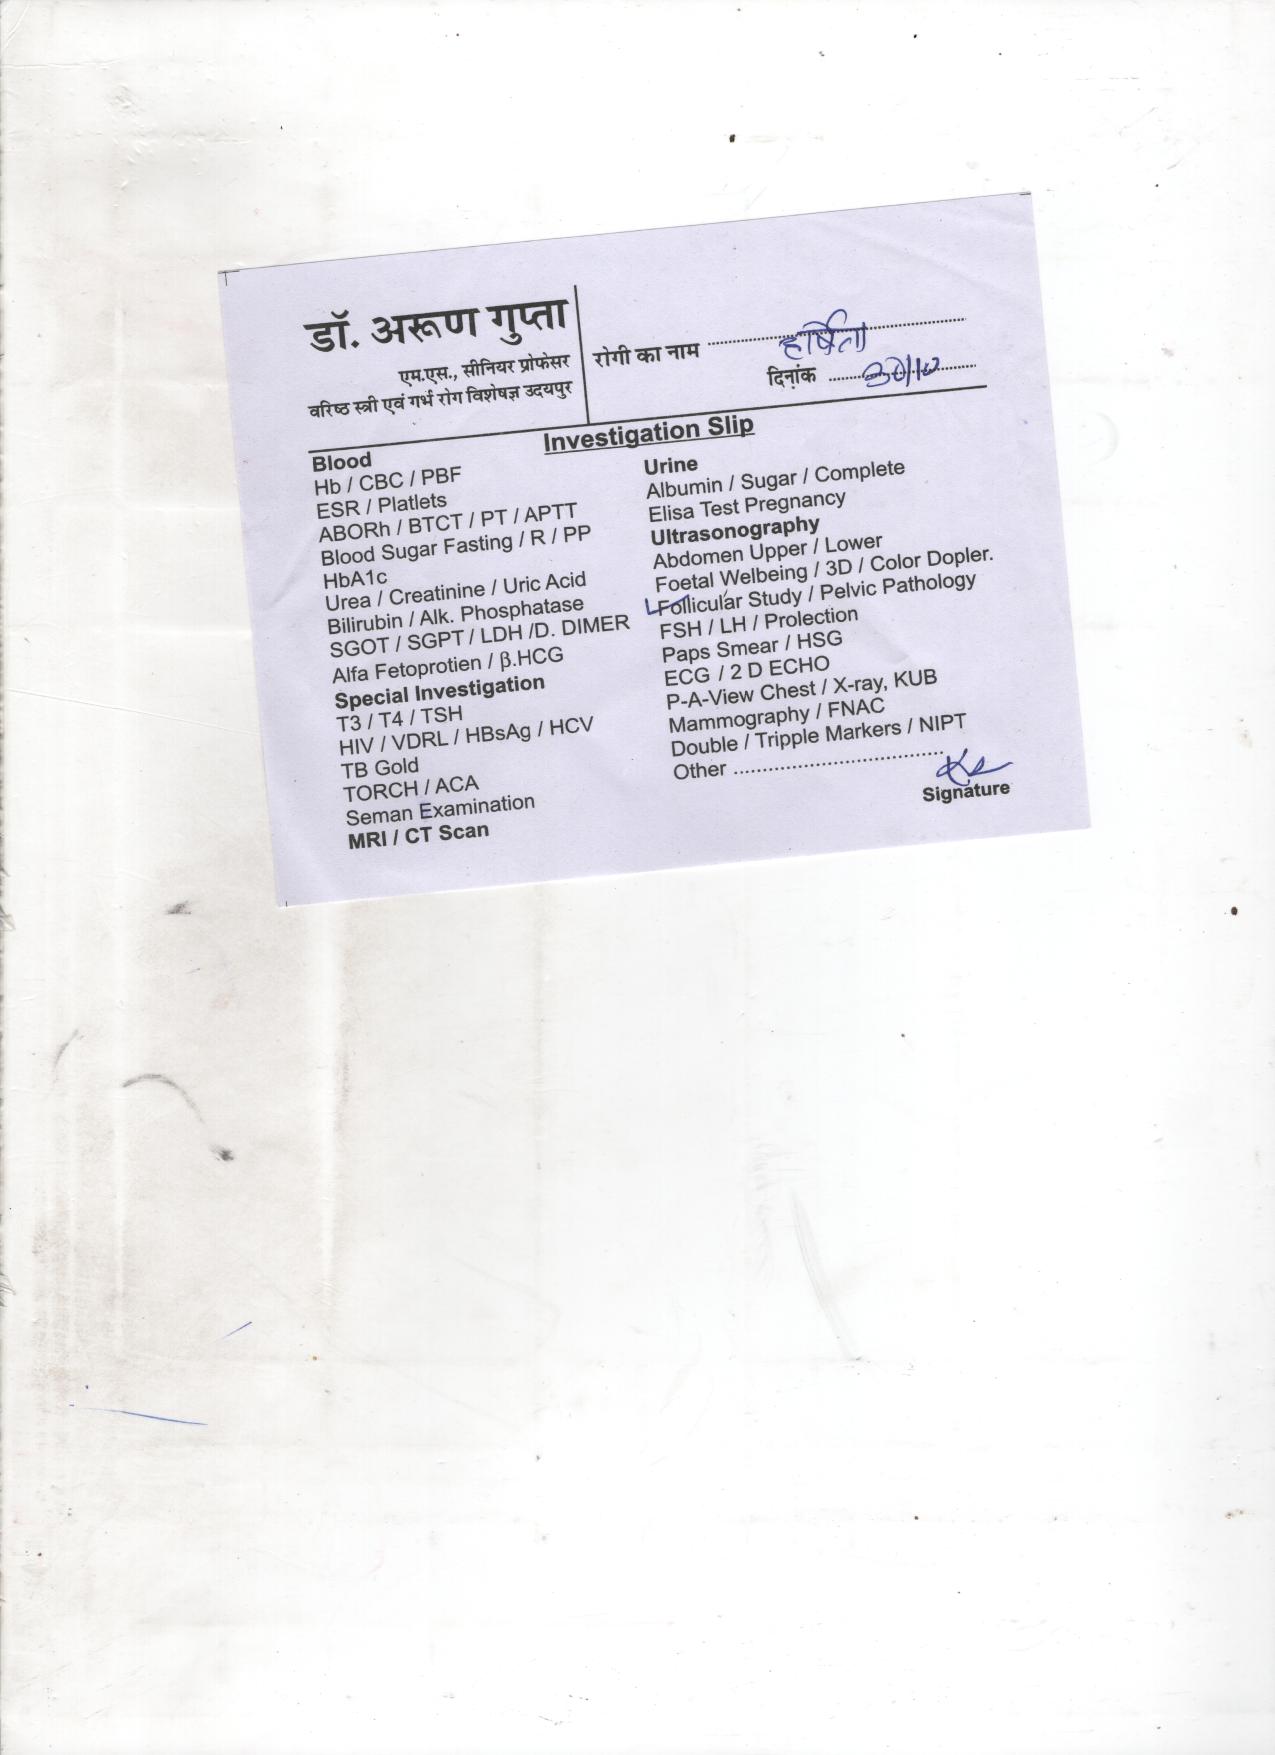 डॉ. अरूण गुप्ता
एम.एस., सीनियर प्रोफेसर
वरिष्ठ स्त्री एवं गर्भ रोग विशेषज्ञ उदयपुर
रोगी का नाम हर्षिता
दिनांक
Investigation Slip
Blood
Hb / CBC / PBF
ESR / Platlets
ABORh / BTCT / PT / APTT
Blood Sugar Fasting / R / PP
HbA1c
Urea / Creatinine / Uric Acid
Bilirubin / Alk. Phosphatase
SGOT / SGPT / LDH /D. DIMER
Alfa Fetoprotien / β.HCG
Special Investigation
T3 / T4 / TSH
HIV / VDRL / HBsAg / HCV
TB Gold
TORCH / ACA
Seman Examination
MRI / CT Scan
Urine
Albumin / Sugar / Complete
Elisa Test Pregnancy
Ultrasonography
Abdomen Upper / Lower
Foetal Welbeing / 3D / Color Dopler.
Follicular Study / Pelvic Pathology
FSH / LH / Prolection
Paps Smear / HSG
ECG / 2 D ECHO
P-A-View Chest / X-ray, KUB
Mammography / FNAC
Double / Tripple Markers / NIPT
Other
Signature